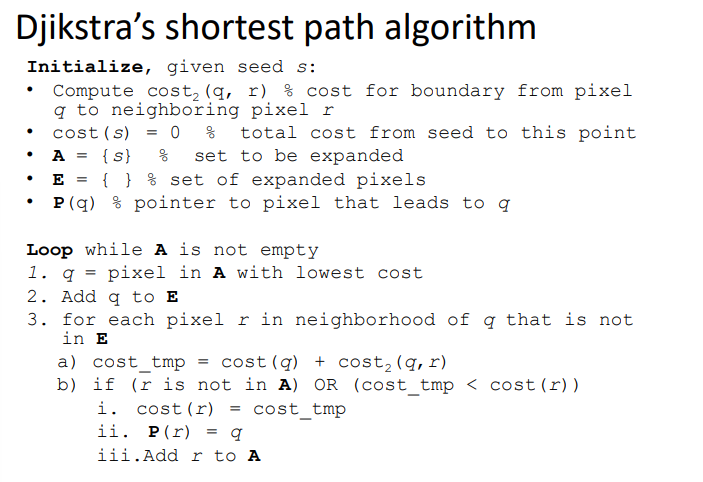 Djikstra’s shortest path algorithm
Initialize, given seed s:
• Compute cost₂(q, r) % cost for boundary from pixel
q to neighboring pixel r
• cost(s) = 0 % total cost from seed to this point
• A = {s} % set to be expanded
• E = { } % set of expanded pixels
• P(q) % pointer to pixel that leads to q
Loop while A is not empty
1. q = pixel in A with lowest cost
2. Add q to E
3. for each pixel r in neighborhood of q that is not
in E
a) cost_tmp = cost(q) + cost₂(q,r)
b) if (r is not in A) OR (cost_tmp < cost(r))
i. cost(r) = cost_tmp
ii. P(r) = q
iii.Add r to A